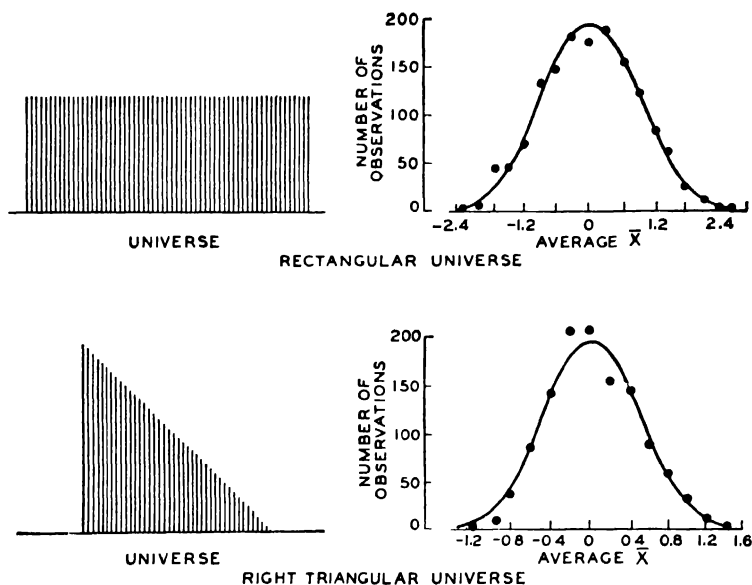 NUMBER OF
OBSERVATIONS
200
150
100
50
0
-2.4 -1.2 0 1.2 2.4
AVERAGE X̄
UNIVERSE
RECTANGULAR UNIVERSE
NUMBER OF
OBSERVATIONS
200
150
100
50
0
-1.2 -0.8 -0.4 0 0.4 0.8 1.2 1.6
AVERAGE X̄
UNIVERSE
RIGHT TRIANGULAR UNIVERSE